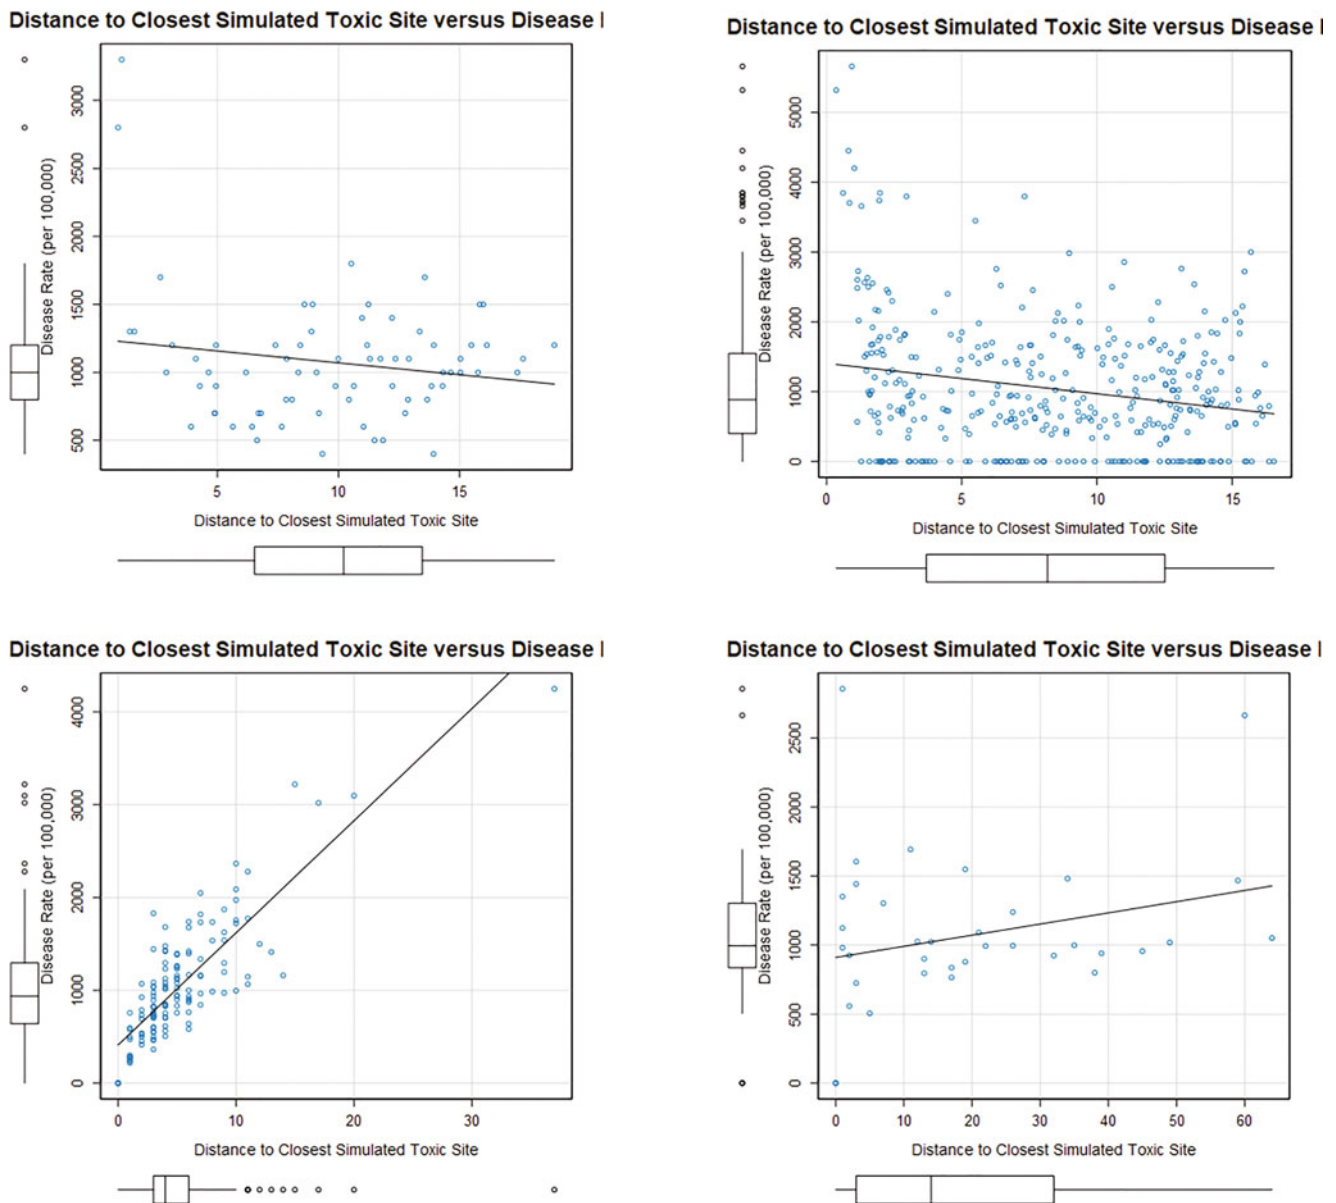 Distance to Closest Simulated Toxic Site versus Disease
Disease Rate (per 100,000)
3000
2500
2000
1500
1000
500
5 10 15
Distance to Closest Simulated Toxic Site
Distance to Closest Simulated Toxic Site versus Disease
Disease Rate (per 100,000)
5000
4000
3000
2000
1000
0
0 5 10 15
Distance to Closest Simulated Toxic Site
Distance to Closest Simulated Toxic Site versus Disease
Disease Rate (per 100,000)
4000
3000
2000
1000
0
0 10 20 30
Distance to Closest Simulated Toxic Site
Distance to Closest Simulated Toxic Site versus Disease
Disease Rate (per 100,000)
2500
2000
1500
1000
500
0
0 10 20 30 40 50 60
Distance to Closest Simulated Toxic Site